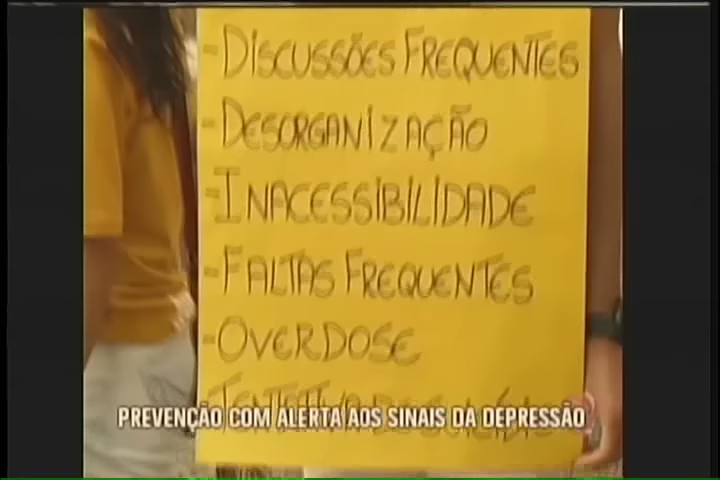 - DISCUSSÕES FREQUENTES
- DESORGANIZAÇÃO
- INACESSIBILIDADE
- FALTAS FREQUENTES
- OVERDOSE
PREVENÇÃO COM ALERTA AOS SINAIS DA DEPRESSÃO